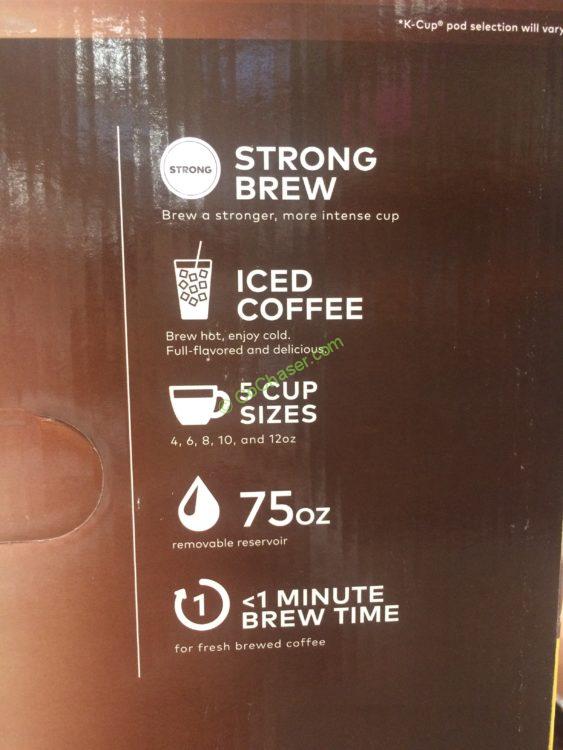 *K-Cup® pod selection will vary
STRONG
STRONG
BREW
Brew a stronger, more intense cup
ICED
COFFEE
Brew hot, enjoy cold.
Full-flavored and delicious.
5 CUP
SIZES
4, 6, 8, 10, and 12oz
© CoChaser.com
75oz
removable reservoir
1
<1 MINUTE
BREW TIME
for fresh brewed coffee